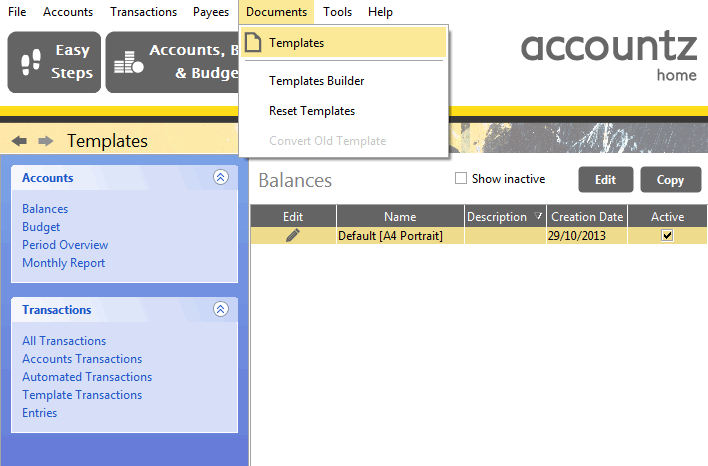 File Accounts Transactions Payees Documents Tools Help
Easy
Steps
Accounts, B
& Budge
Templates
Templates Builder
Reset Templates
Convert Old Template
accountz
home
Templates
Accounts
Balances
Budget
Period Overview
Monthly Report
Transactions
All Transactions
Accounts Transactions
Automated Transactions
Template Transactions
Entries
Balances Show inactive Edit Copy
Edit Name Description Creation Date Active
Default [A4 Portrait] 29/10/2013